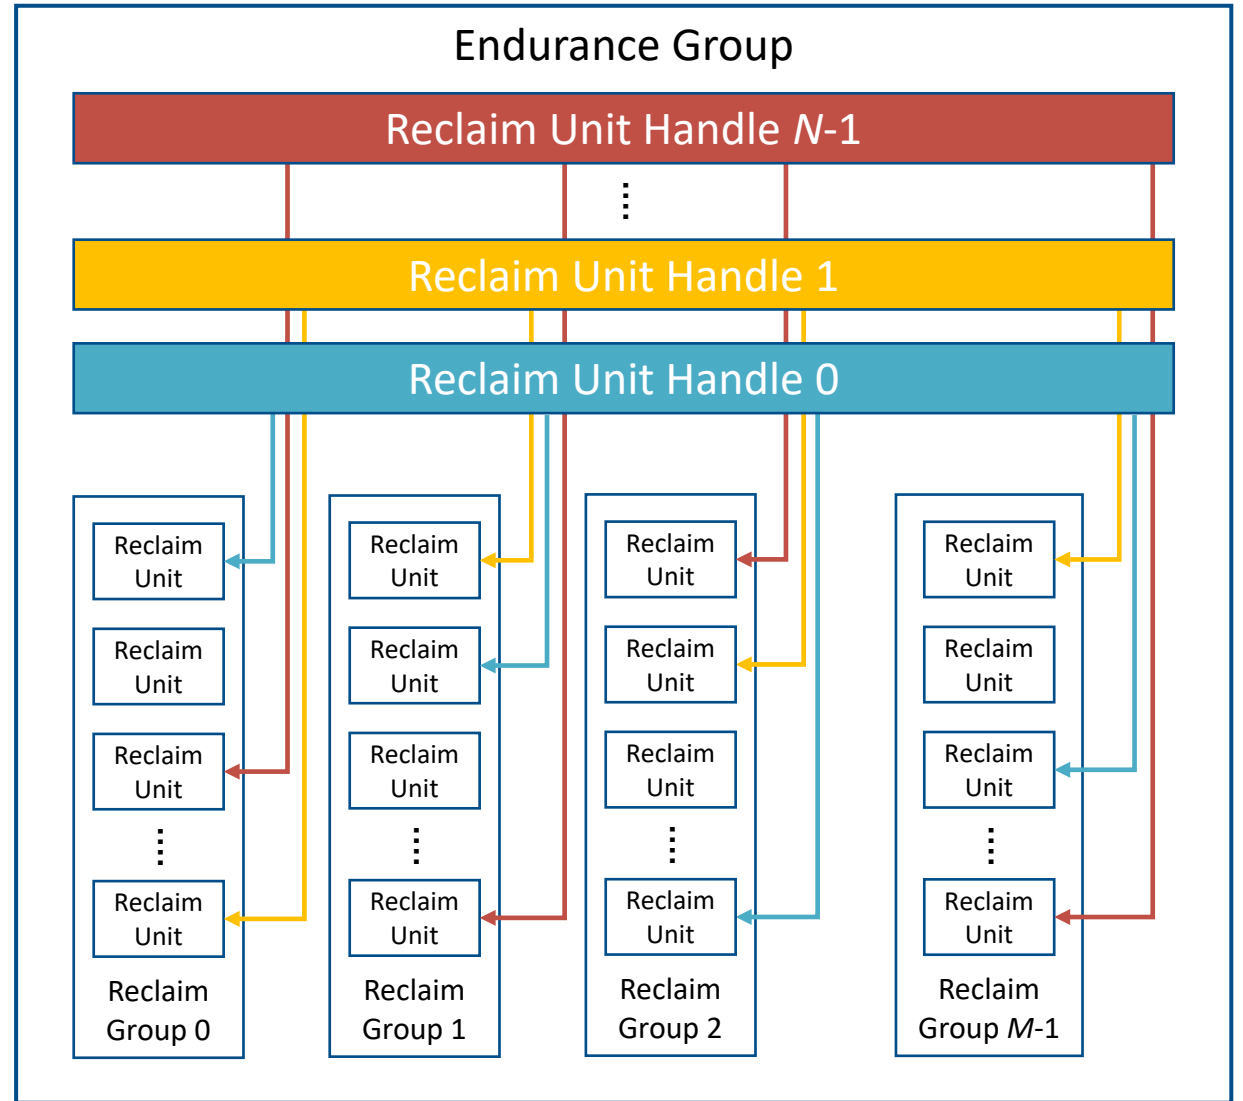 Endurance Group
Reclaim Unit Handle N-1
Reclaim Unit Handle 1
Reclaim Unit Handle 0
Reclaim
Unit
Reclaim
Unit
Reclaim
Unit
Reclaim
Unit
Reclaim
Group 0
Reclaim
Unit
Reclaim
Unit
Reclaim
Unit
Reclaim
Unit
Reclaim
Group 1
Reclaim
Unit
Reclaim
Unit
Reclaim
Unit
Reclaim
Unit
Reclaim
Group 2
Reclaim
Unit
Reclaim
Unit
Reclaim
Unit
Reclaim
Unit
Reclaim
Group M-1